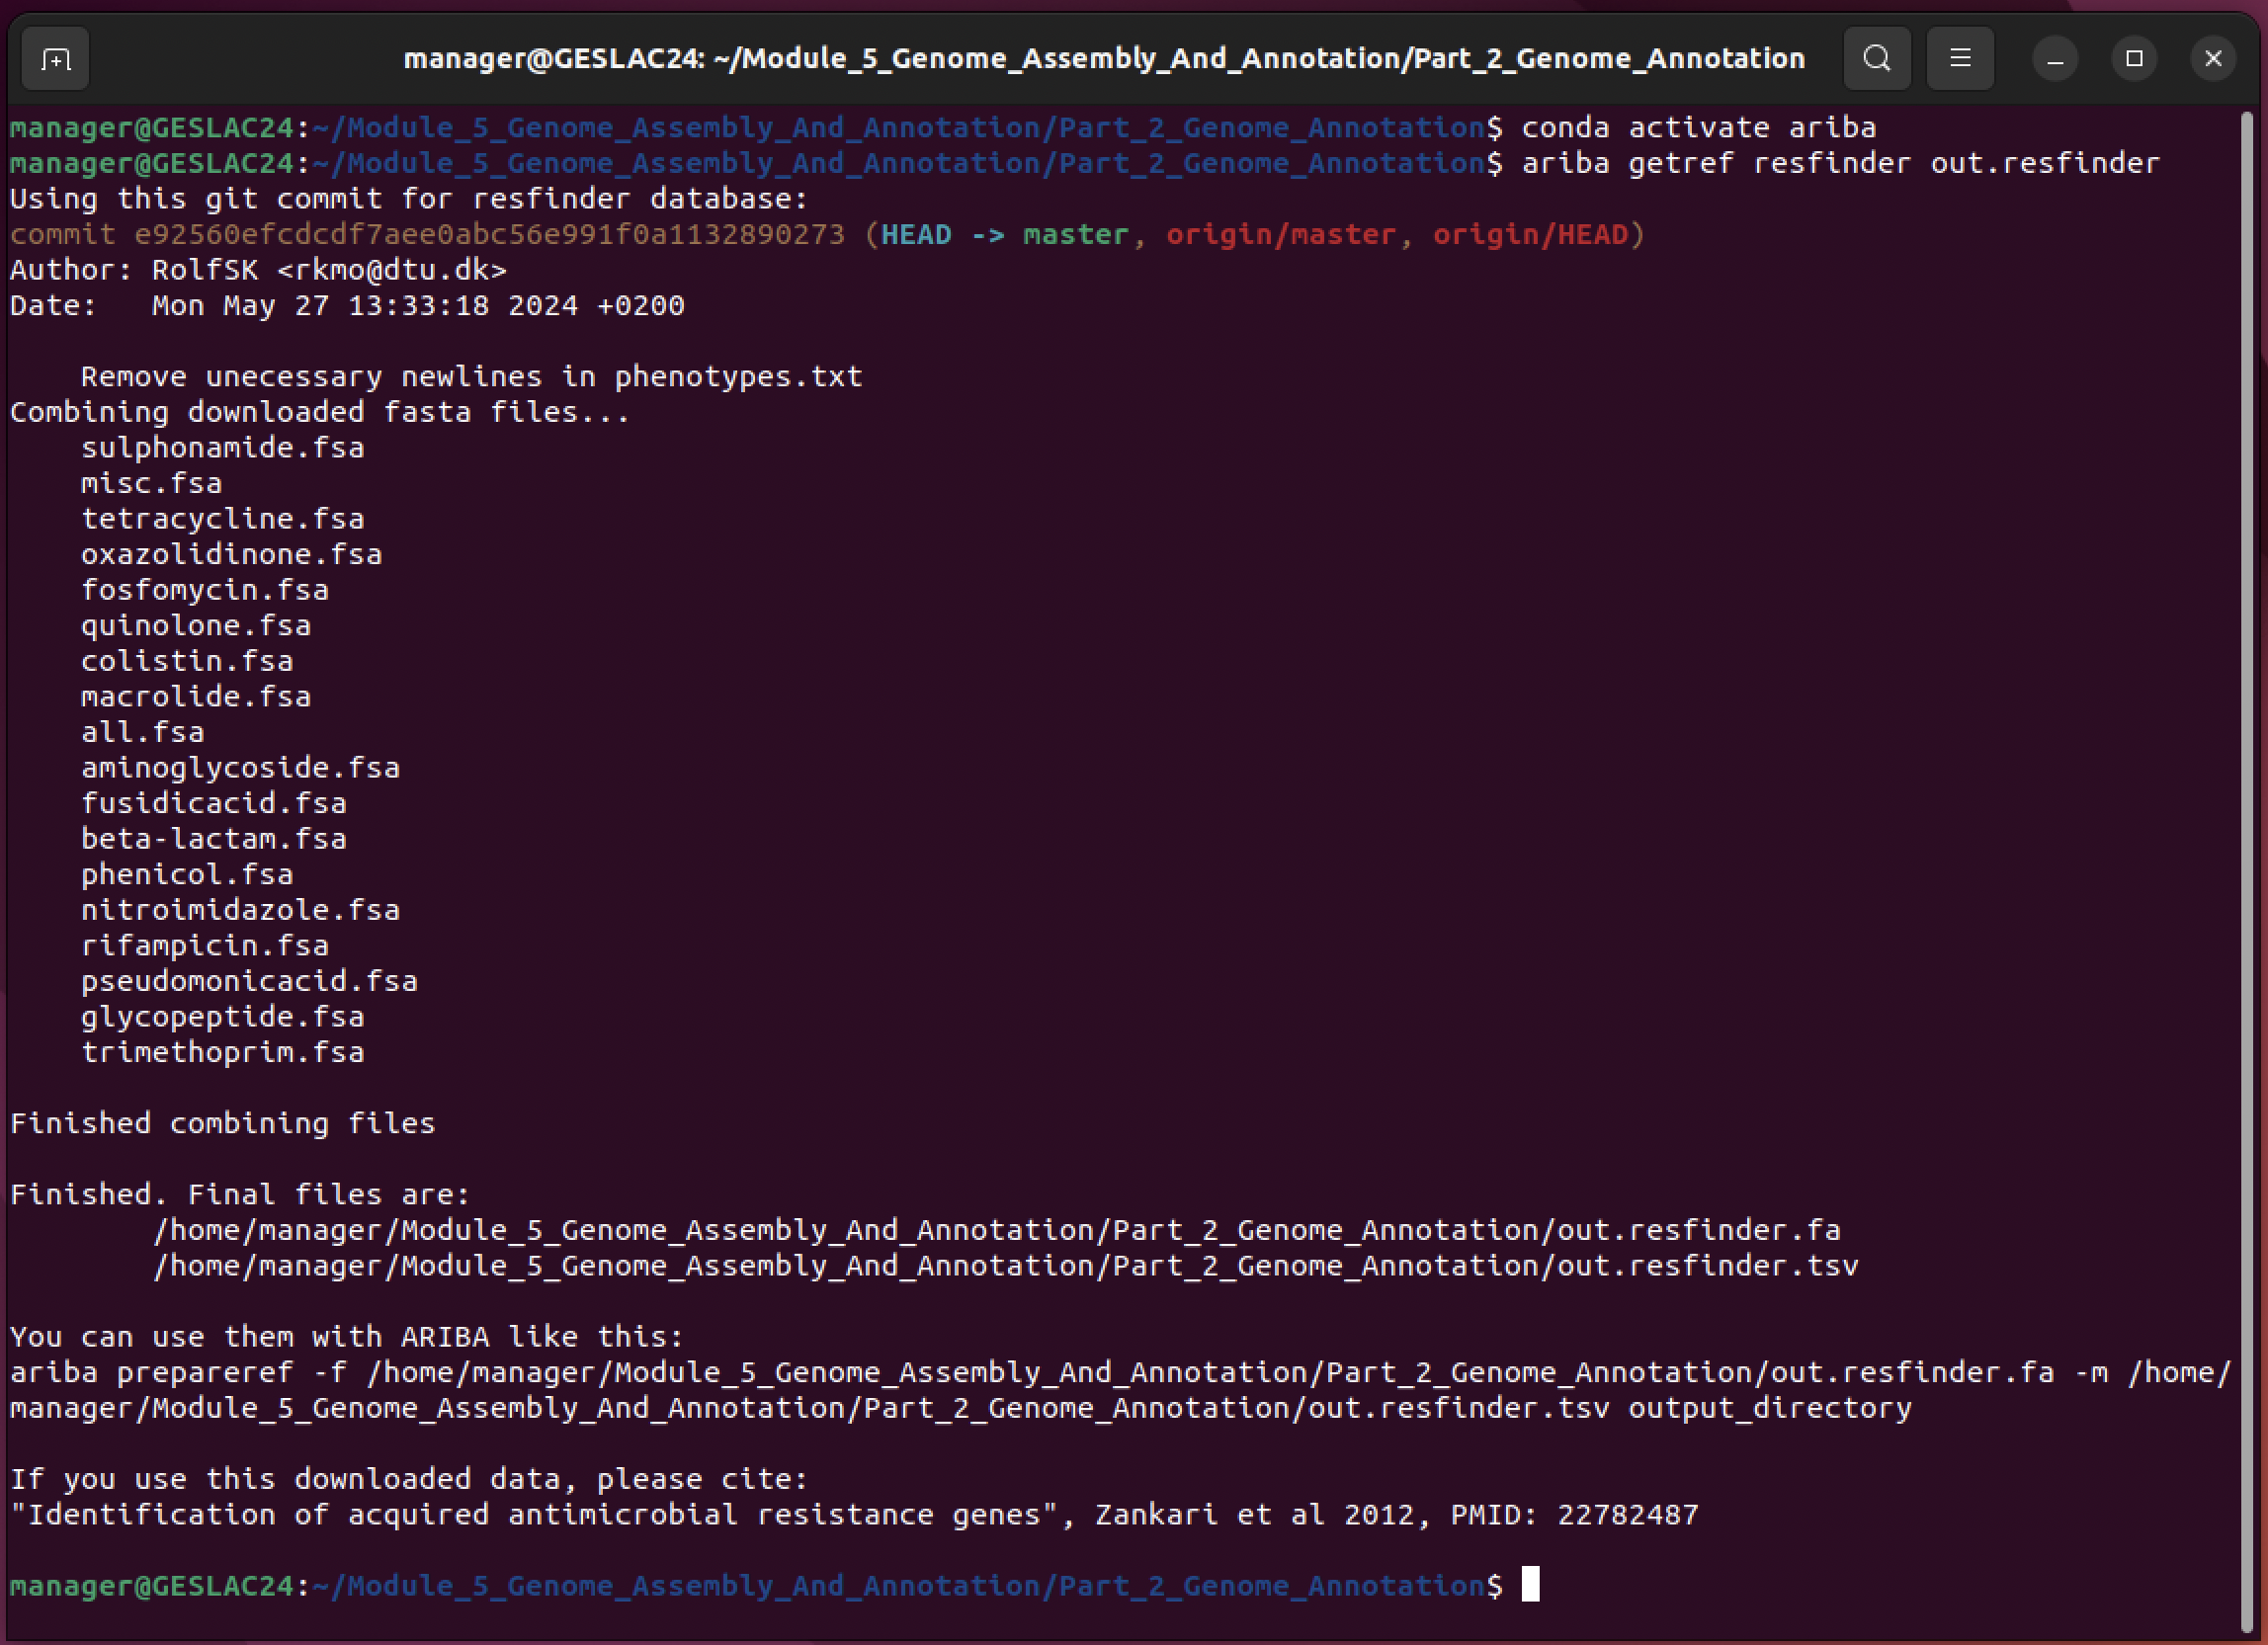 manager@GESLAC24: ~/Module_5_Genome_Assembly_And_Annotation/Part_2_Genome_Annotation
manager@GESLAC24:~/Module_5_Genome_Assembly_And_Annotation/Part_2_Genome_Annotation$ conda activate ariba
manager@GESLAC24:~/Module_5_Genome_Assembly_And_Annotation/Part_2_Genome_Annotation$ ariba getref resfinder out.resfinder
Using this git commit for resfinder database:
commit e92560efcdcdf7aee0abc56e991f0a1132890273 (HEAD -> master, origin/master, origin/HEAD)
Author: RolfSK <rkmo@dtu.dk>
Date:   Mon May 27 13:33:18 2024 +0200
    Remove unecessary newlines in phenotypes.txt
Combining downloaded fasta files...
    sulphonamide.fsa
    misc.fsa
    tetracycline.fsa
    oxazolidinone.fsa
    fosfomycin.fsa
    quinolone.fsa
    colistin.fsa
    macrolide.fsa
    all.fsa
    aminoglycoside.fsa
    fusidicacid.fsa
    beta-lactam.fsa
    phenicol.fsa
    nitroimidazole.fsa
    rifampicin.fsa
    pseudomonicacid.fsa
    glycopeptide.fsa
    trimethoprim.fsa
Finished combining files
Finished. Final files are:
        /home/manager/Module_5_Genome_Assembly_And_Annotation/Part_2_Genome_Annotation/out.resfinder.fa
        /home/manager/Module_5_Genome_Assembly_And_Annotation/Part_2_Genome_Annotation/out.resfinder.tsv
You can use them with ARIBA like this:
ariba prepareref -f /home/manager/Module_5_Genome_Assembly_And_Annotation/Part_2_Genome_Annotation/out.resfinder.fa -m /home/
manager/Module_5_Genome_Assembly_And_Annotation/Part_2_Genome_Annotation/out.resfinder.tsv output_directory
If you use this downloaded data, please cite:
"Identification of acquired antimicrobial resistance genes", Zankari et al 2012, PMID: 22782487
manager@GESLAC24:~/Module_5_Genome_Assembly_And_Annotation/Part_2_Genome_Annotation$